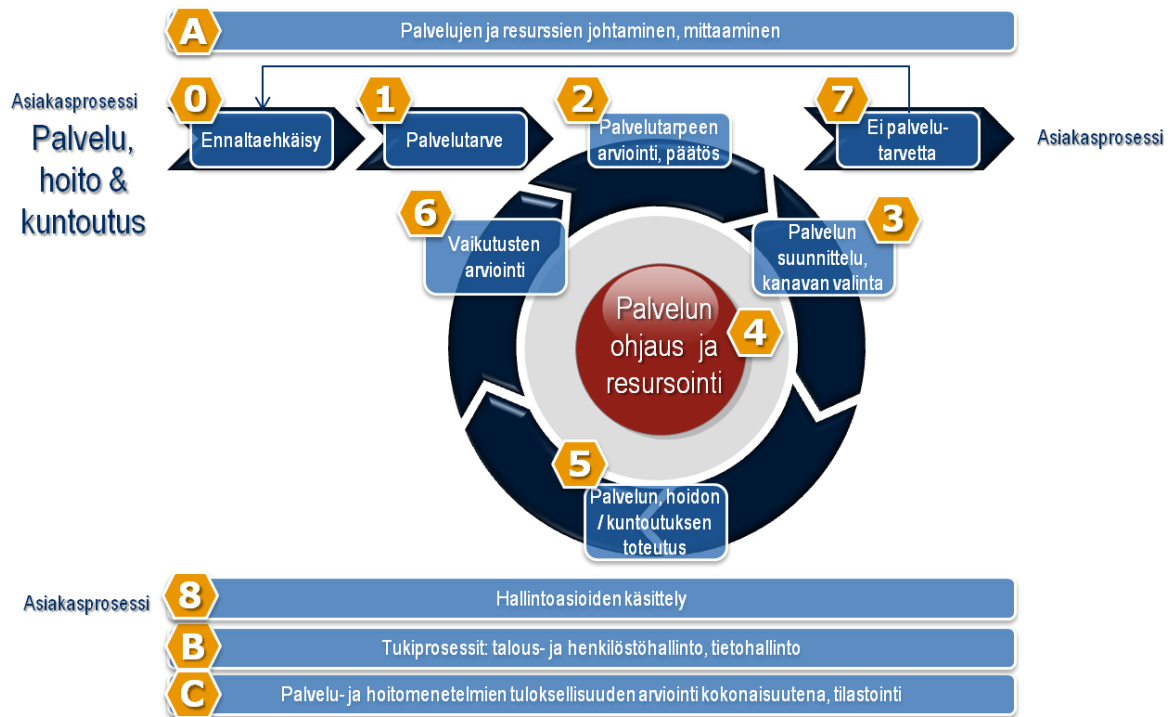 A
Palvelujen ja resurssien johtaminen, mittaaminen
Asiakasprosessi
Palvelu,
hoito &
kuntoutus
0
Ennaltaehkäisy
1
Palvelutarve
2
Palvelutarpeen
arviointi, päätös
7
Ei palvelu-
tarvetta
Asiakasprosessi
6
Vaikutusten
arviointi
3
Palvelun
suunnittelu,
kanavan valinta
Palvelun
ohjaus ja
resursointi
4
5
Palvelun, hoidon
/ kuntoutuksen
toteutus
Asiakasprosessi
8
Hallintoasioiden käsittely
B
Tukiprosessit: talous- ja henkilöstöhallinto, tietohallinto
C
Palvelu- ja hoitomenetelmien tuloksellisuuden arviointi kokonaisuutena, tilastointi